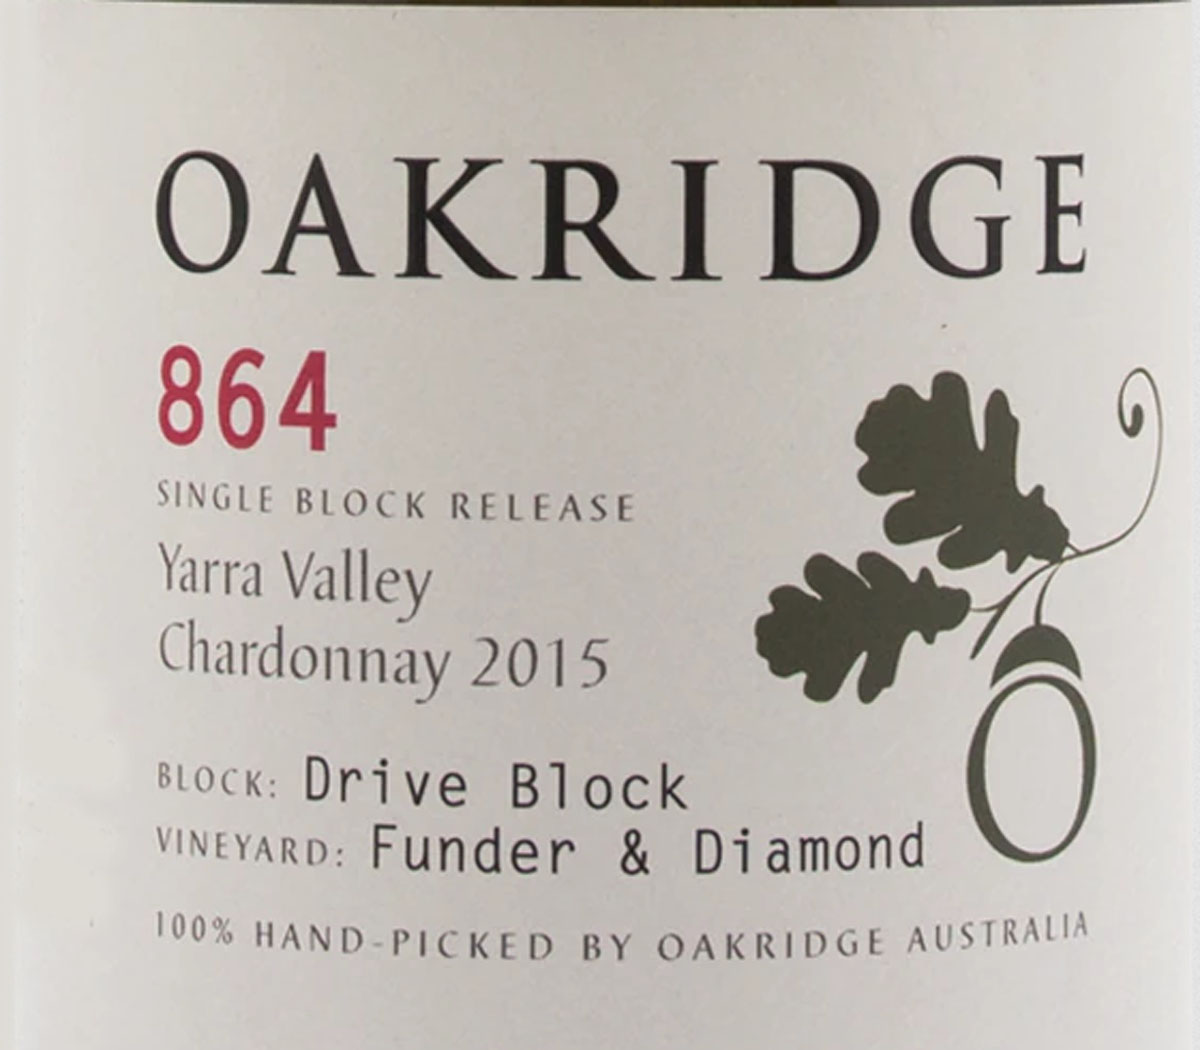 OAKRIDGE
864
SINGLE BLOCK RELEASE
Yarra Valley
Chardonnay 2015
BLOCK: Drive Block
VINEYARD: Funder & Diamond
100% HAND-PICKED BY OAKRIDGE AUSTRALIA